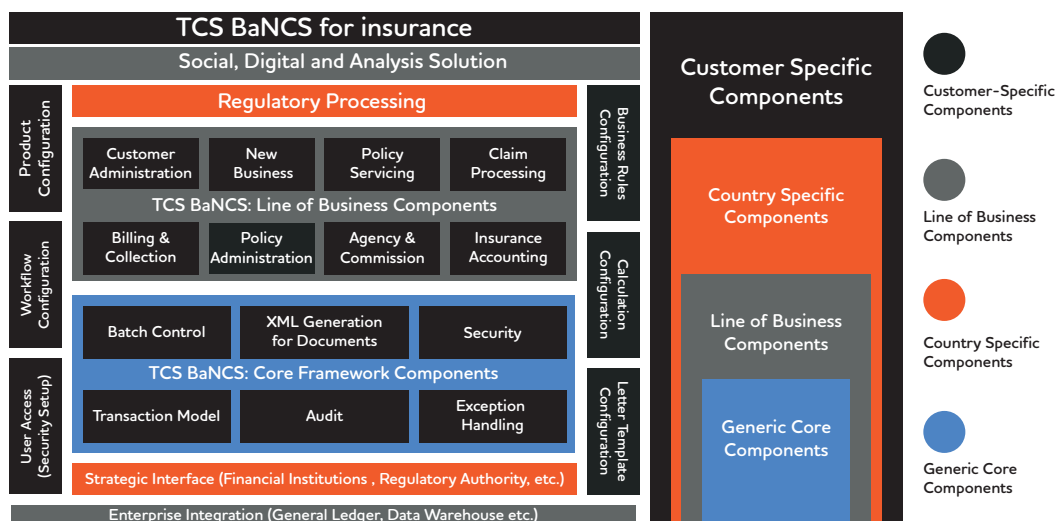 TCS BaNCS for insurance
Social, Digital and Analysis Solution
Product
Configuration
Workflow
Configuration
User Access
(Security Setup)
Regulatory Processing
Customer
Administration
New
Business
Policy
Servicing
Claim
Processing
TCS BaNCS: Line of Business Components
Billing &
Collection
Policy
Administration
Agency &
Commission
Insurance
Accounting
Batch Control
XML Generation
for Documents
Security
TCS BaNCS: Core Framework Components
Transaction Model
Audit
Exception
Handling
Strategic Interface (Financial Institutions , Regulatory Authority, etc.)
Enterprise Integration (General Ledger, Data Warehouse etc.)
Business Rules
Configuration
Calculation
Configuration
Letter Template
Configuration
Customer Specific
Components
Country Specific
Components
Line of Business
Components
Generic Core
Components
Customer-Specific
Components
Line of Business
Components
Country Specific
Components
Generic Core
Components